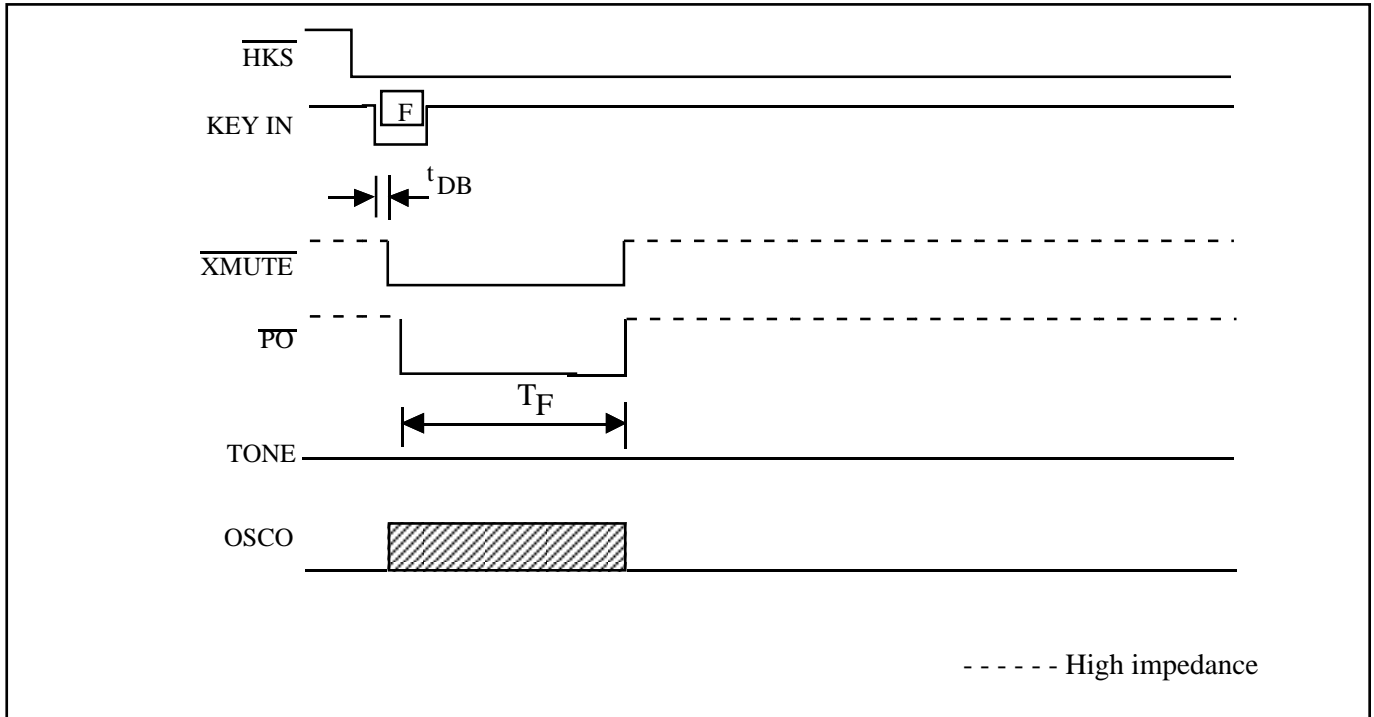 HKS
KEY IN
F
tDB
XMUTE
PO
TF
TONE
OSCO
- - - - - - High impedance